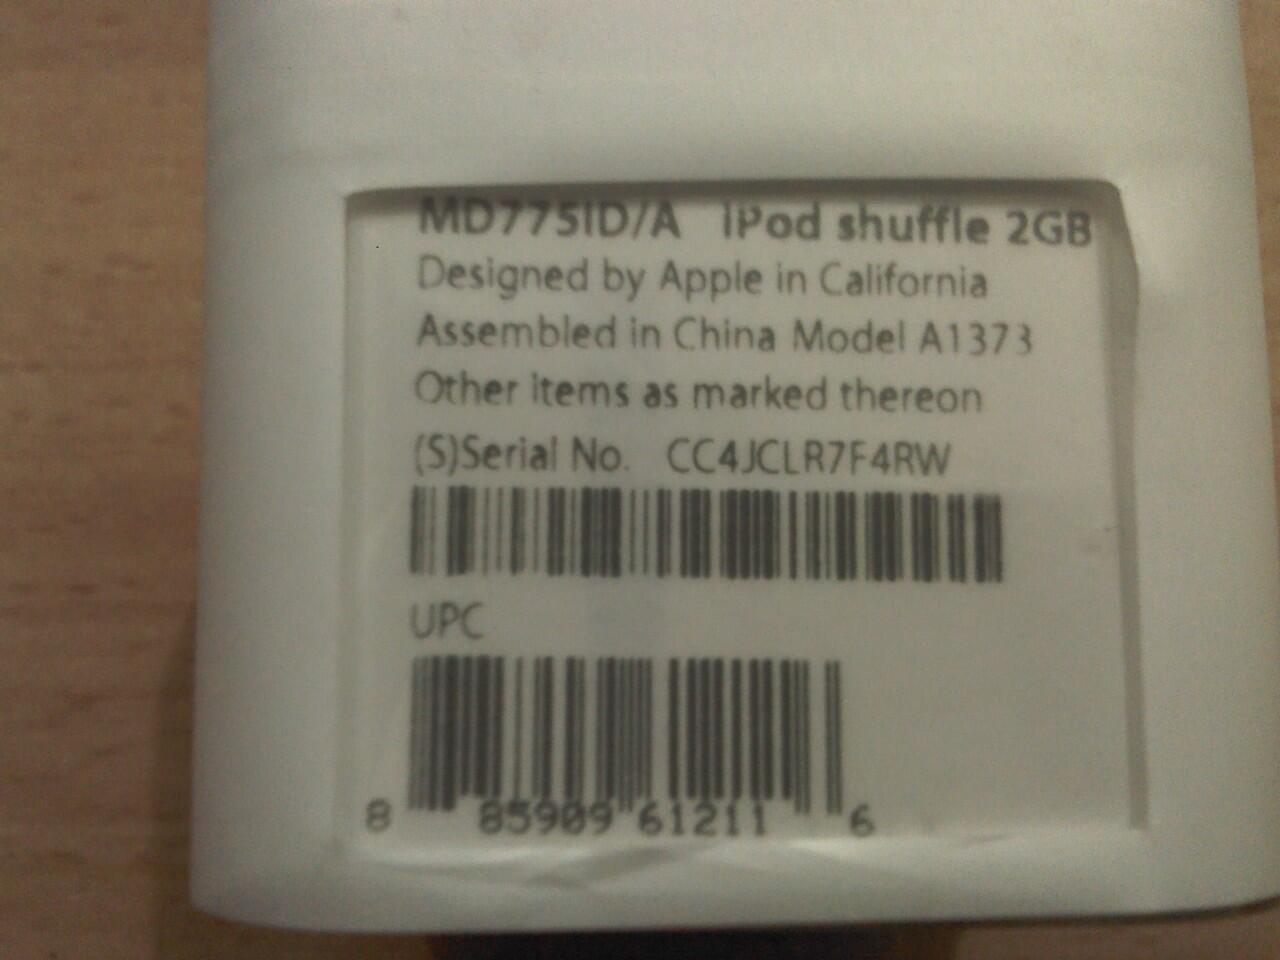 MD775ID/A iPod shuffle 2GB
Designed by Apple in California
Assembled in China Model A1373
Other items as marked thereon
(S)Serial No. CC4JCLR7F4RW
UPC
8 85909 61211 6